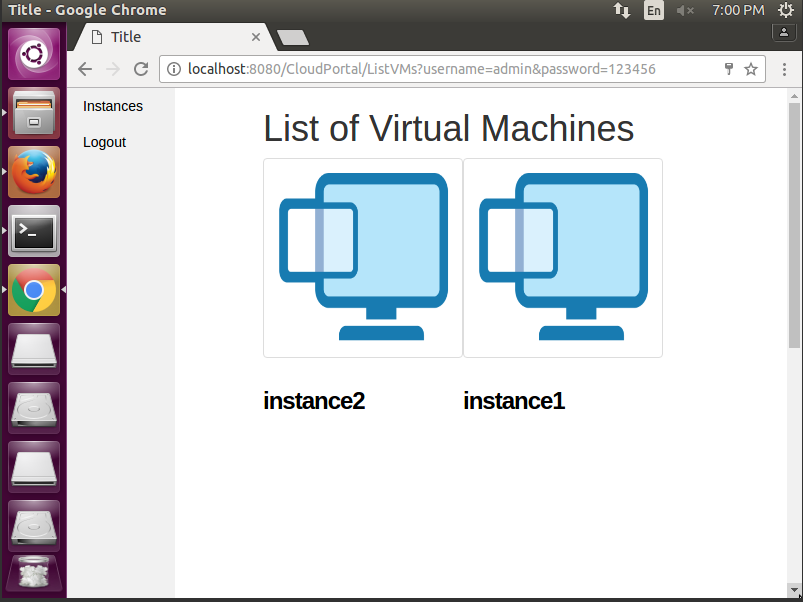 Title - Google Chrome
En
7:00 PM
Title
localhost:8080/CloudPortal/ListVMs?username=admin&password=123456
Instances
Logout
List of Virtual Machines
instance2
instance1